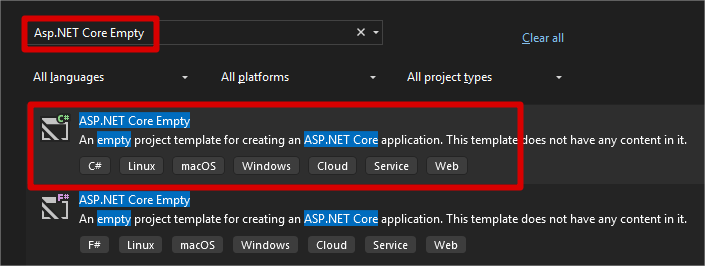 Asp.NET Core Empty
Clear all
All languages All platforms All project types
C#
ASP.NET Core Empty
An empty project template for creating an ASP.NET Core application. This template does not have any content in it.
C# Linux macOS Windows Cloud Service Web
F#
ASP.NET Core Empty
An empty project template for creating an ASP.NET Core application. This template does not have any content in it.
F# Linux macOS Windows Cloud Service Web